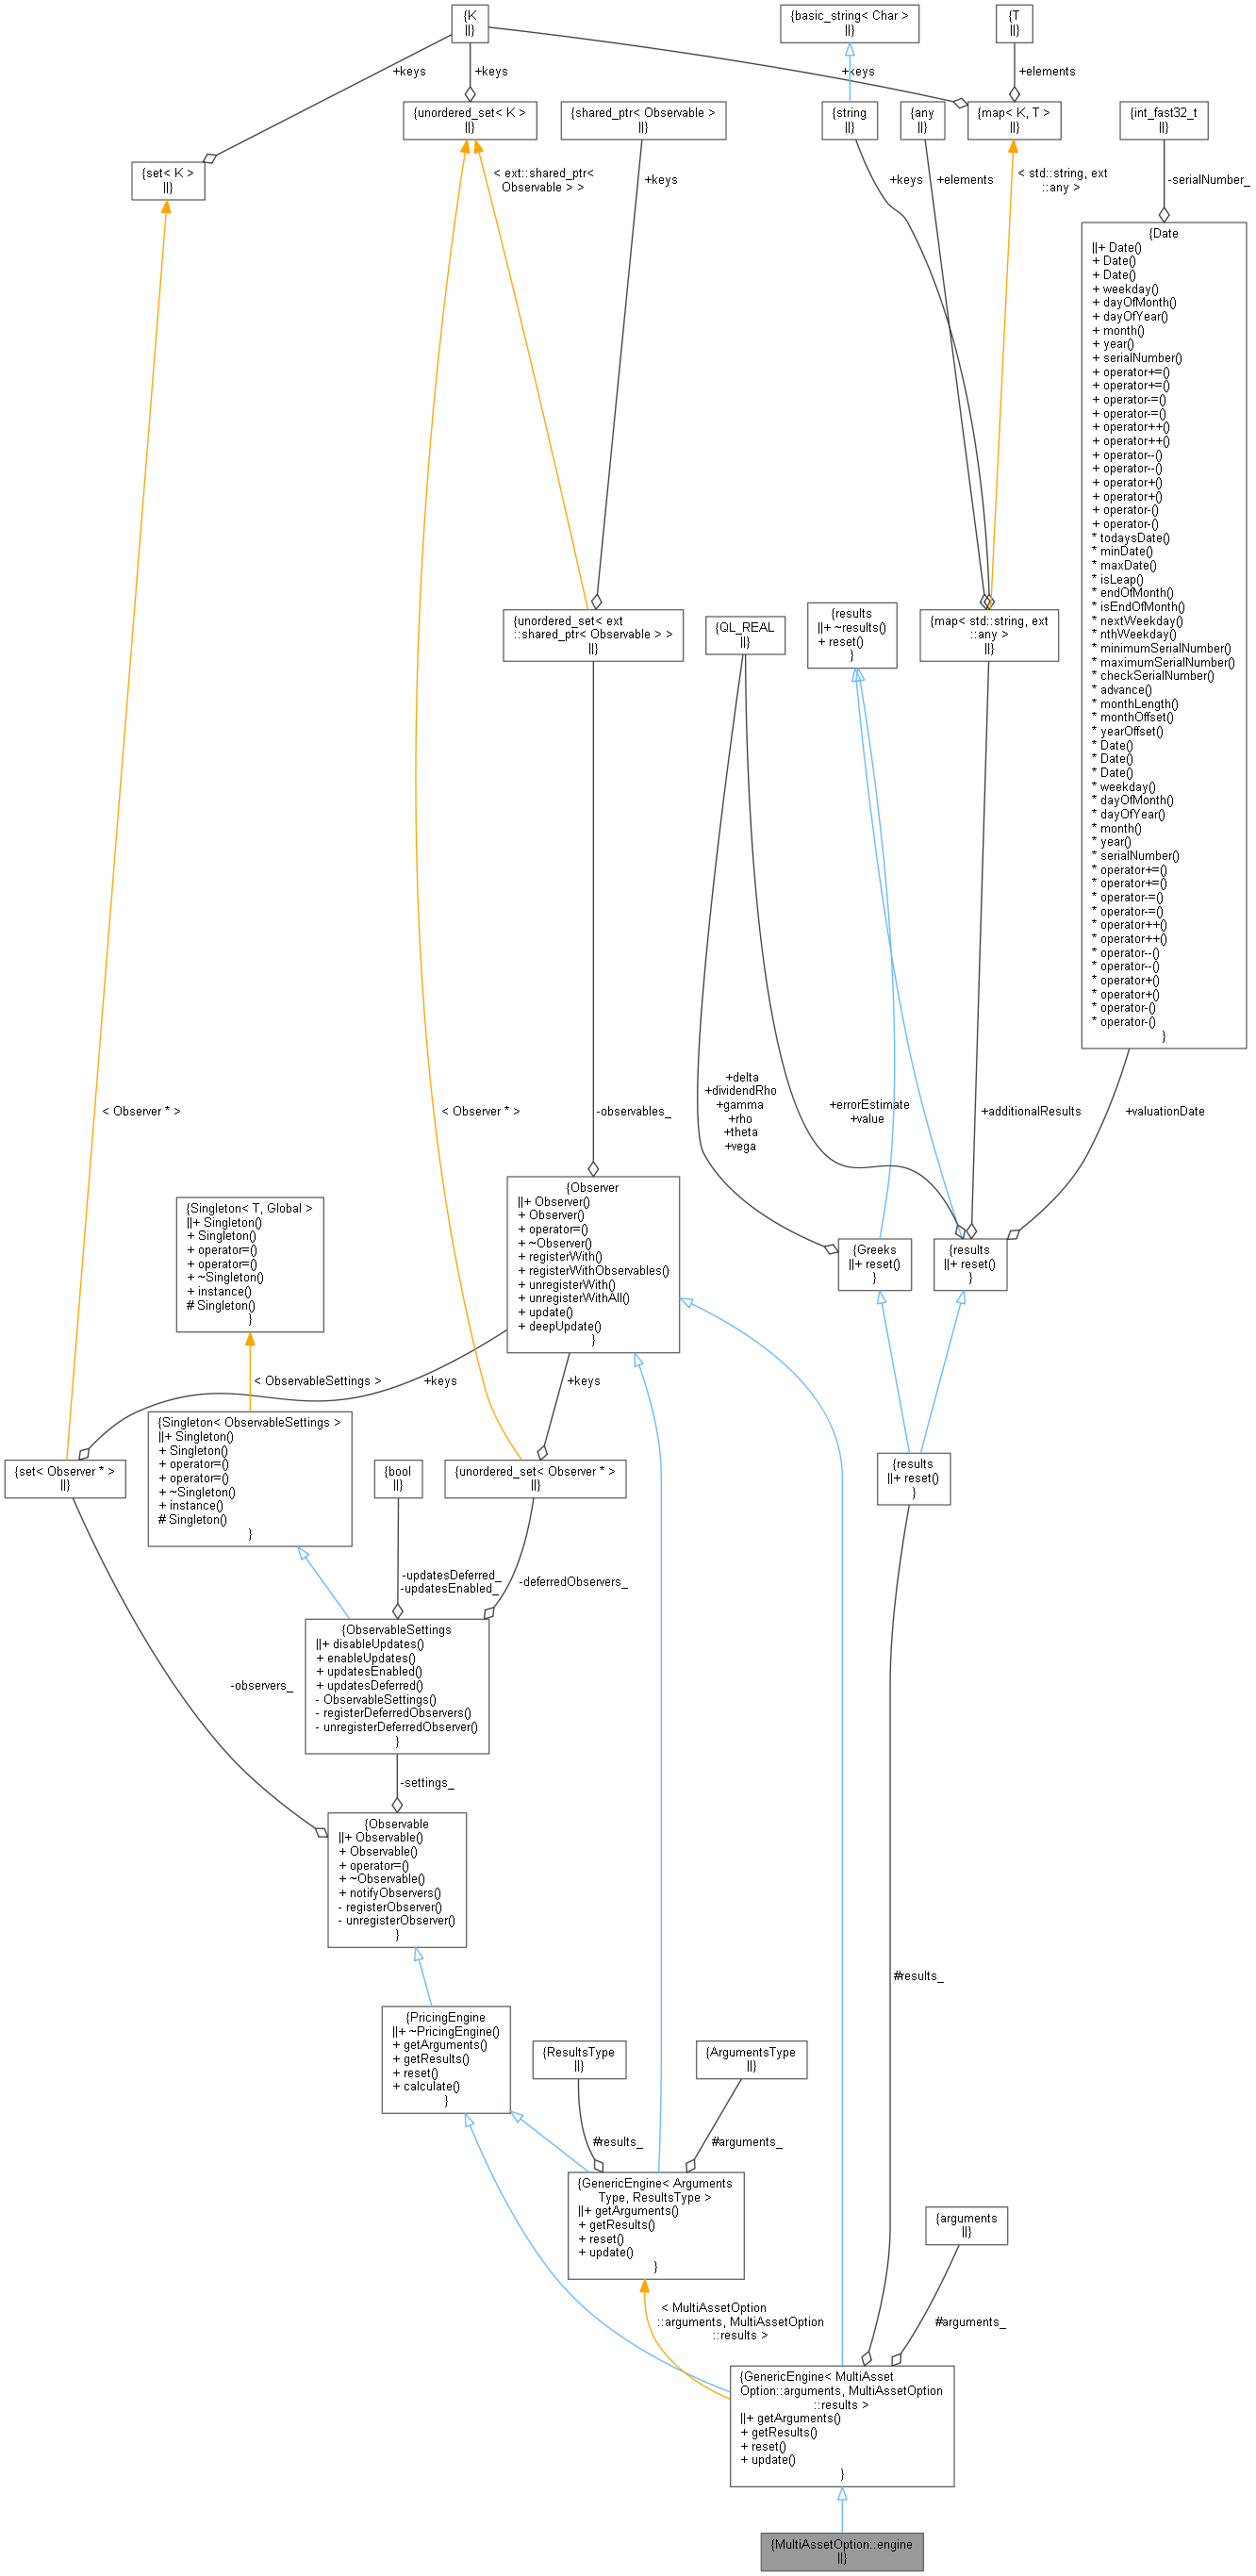 {K
||}
{basic_string< Char >
||}
{T
||}
+keys
+keys
+keys
+elements
{unordered_set< K >
||}
{shared_ptr< Observable >
||}
{string
||}
{any
||}
{map< K, T >
||}
{int_fast32_t
||}
{set< K >
||}
< ext::shared_ptr<
Observable > >
+keys
+keys
+elements
< std::string, ext
::any >
-serialNumber_
{Date
||+ Date()
+ Date()
+ Date()
+ weekday()
+ dayOfMonth()
+ dayOfYear()
+ month()
+ year()
+ serialNumber()
+ operator+=()
+ operator+=()
+ operator-=()
+ operator-=()
+ operator++()
+ operator++()
+ operator--()
+ operator--()
+ operator+()
+ operator+()
+ operator-()
+ operator-()
* todaysDate()
* minDate()
* maxDate()
* isLeap()
* endOfMonth()
* isEndOfMonth()
* nextWeekday()
* nthWeekday()
* minimumSerialNumber()
* maximumSerialNumber()
* checkSerialNumber()
* advance()
* monthLength()
* monthOffset()
* yearOffset()
* Date()
* Date()
* Date()
* weekday()
* dayOfMonth()
* dayOfYear()
* month()
* year()
* serialNumber()
* operator+=()
* operator+=()
* operator-=()
* operator-=()
* operator++()
* operator++()
* operator--()
* operator--()
* operator+()
* operator+()
* operator-()
* operator-()
}
{unordered_set< ext
::shared_ptr< Observable > >
||}
{QL_REAL
||}
{results
||+ ~results()
+ reset()
}
{map< std::string, ext
::any >
||}
< Observer * >
< Observer * >
-observables_
+delta
+dividendRho
+gamma
+rho
+theta
+vega
+errorEstimate
+value
+additionalResults
+valuationDate
{Singleton< T, Global >
||+ Singleton()
+ Singleton()
+ operator=()
+ operator=()
+ ~Singleton()
+ instance()
# Singleton()
}
{Observer
||+ Observer()
+ Observer()
+ operator=()
+ ~Observer()
+ registerWith()
+ registerWithObservables()
+ unregisterWith()
+ unregisterWithAll()
+ update()
+ deepUpdate()
}
{Greeks
||+ reset()
}
{results
||+ reset()
}
< ObservableSettings >
+keys
+keys
{set< Observer * >
||}
{Singleton< ObservableSettings >
||+ Singleton()
+ Singleton()
+ operator=()
+ operator=()
+ ~Singleton()
+ instance()
# Singleton()
}
{bool
||}
{unordered_set< Observer * >
||}
{results
||+ reset()
}
-updatesDeferred_
-updatesEnabled_
-deferredObservers_
{ObservableSettings
||+ disableUpdates()
+ enableUpdates()
+ updatesEnabled()
+ updatesDeferred()
- ObservableSettings()
- registerDeferredObservers()
- unregisterDeferredObserver()
}
-observers_
-settings_
{Observable
||+ Observable()
+ Observable()
+ operator=()
+ ~Observable()
+ notifyObservers()
- registerObserver()
- unregisterObserver()
}
#results_
{PricingEngine
||+ ~PricingEngine()
+ getArguments()
+ getResults()
+ reset()
+ calculate()
}
{ResultsType
||}
{ArgumentsType
||}
#results_
#arguments_
{GenericEngine< Arguments
Type, ResultsType >
||+ getArguments()
+ getResults()
+ reset()
+ update()
}
{arguments
||}
< MultiAssetOption
::arguments, MultiAssetOption
::results >
#arguments_
{GenericEngine< MultiAsset
Option::arguments, MultiAssetOption
::results >
||+ getArguments()
+ getResults()
+ reset()
+ update()
}
{MultiAssetOption::engine
||}